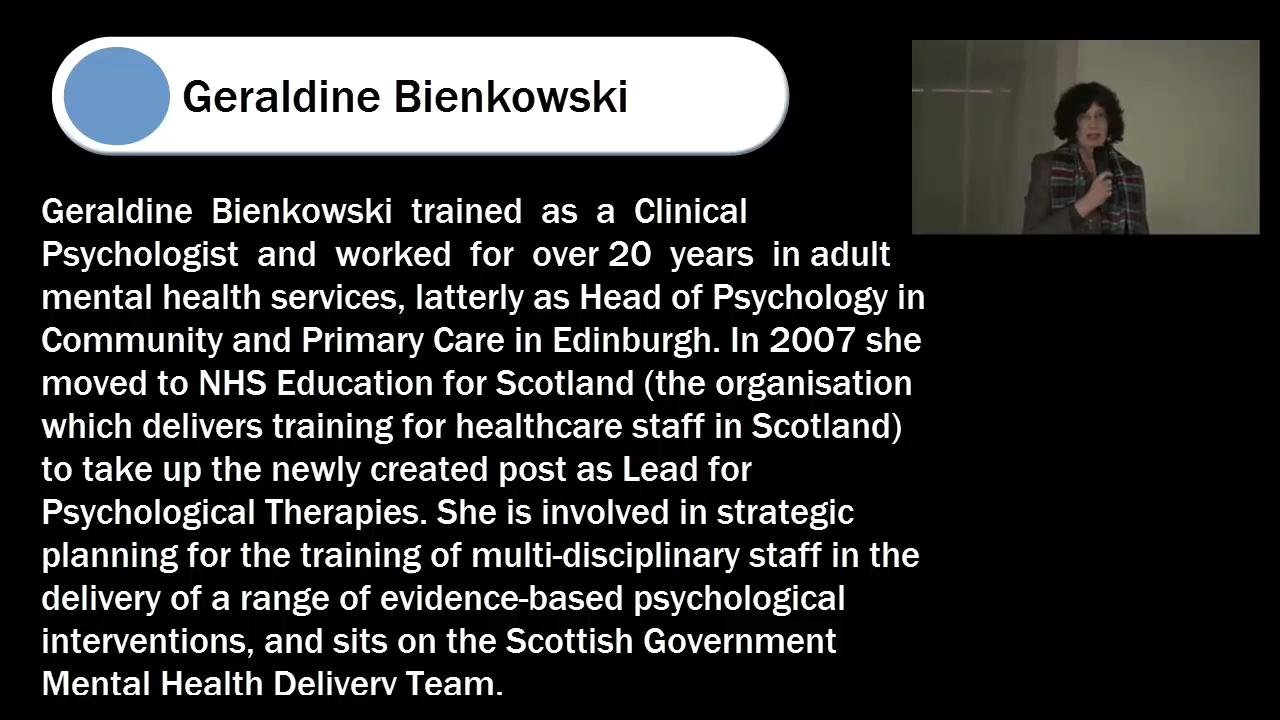 Geraldine Bienkowski
Geraldine Bienkowski trained as a Clinical
Psychologist and worked for over 20 years in adult
mental health services, latterly as Head of Psychology in
Community and Primary Care in Edinburgh. In 2007 she
moved to NHS Education for Scotland (the organisation
which delivers training for healthcare staff in Scotland)
to take up the newly created post as Lead for
Psychological Therapies. She is involved in strategic
planning for the training of multi-disciplinary staff in the
delivery of a range of evidence-based psychological
interventions, and sits on the Scottish Government
Mental Health Delivery Team.